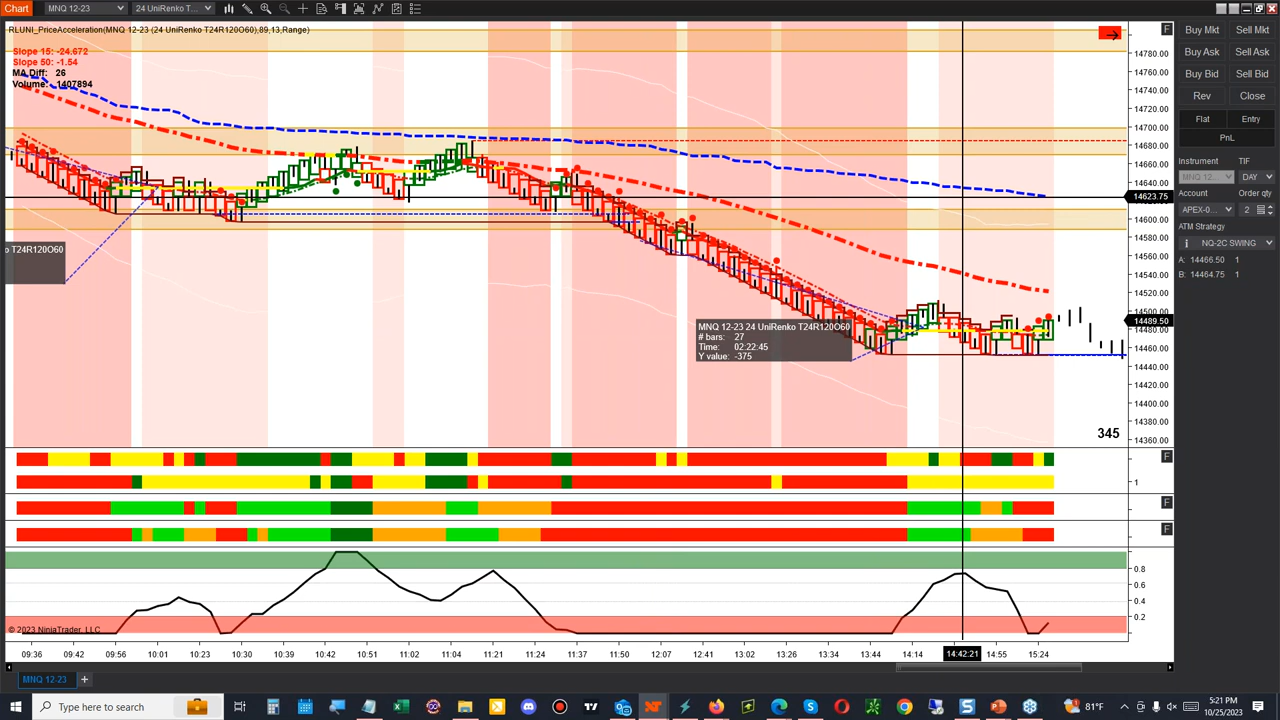 Chart MNQ 12-23 24 UniRenko T...
RLUNI_PriceAcceleration(MNQ 12-23 (24 UniRenko T24R120O60),89,13,Range)
Slope 15: -24.672
Slope 50: -1.54
MA Diff: 26
Volume: 1407894
o T24R120O60
MNQ 12-23 24 UniRenko T24R120O60
# bars: 27
Time: 02:22:45
Y value: -375
345
F
14780.00
14760.00
14740.00
14720.00
14700.00
14680.00
14660.00
14640.00
14623.75
14600.00
14580.00
14560.00
14540.00
14520.00
14500.00
14489.50
14460.00
14440.00
14420.00
14400.00
14380.00
14360.00
F
1
F
F
0.8
0.6
0.4
0.2
© 2023 NinjaTrader, LLC
09:36 09:42 09:56 10:01 10:23 10:30 10:39 10:42 10:51 11:04 11:21 11:37 11:50 12:07 12:41 13:02 13:26 13:34 13:44 14:14 14:42:21 14:55 15:24
MNQ 12-23 +
Buy Mkt Sell Mkt
Buy Ask Sell Ask
Buy Bid Sell Bid
Rev Close
Flat Entry
PnL
Instrument TIF
MNQ 12... DAY
Account Order qty
APEX-0... 2
ATM Strategy
NQ-2C SWING
A: 14466.50 1
B: 14464.75 1
Type here to search
81°F
5:21 PM
10/25/2023